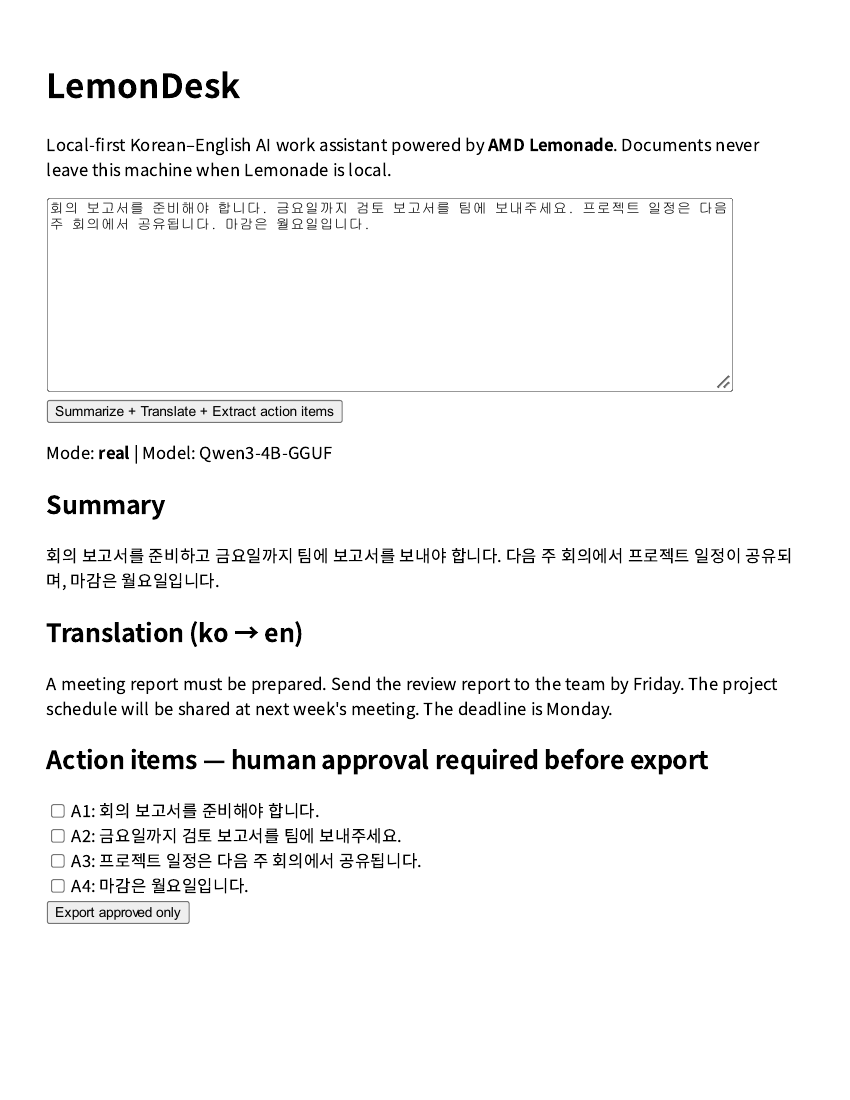 LemonDesk
Local-first Korean–English AI work assistant powered by AMD Lemonade. Documents never
leave this machine when Lemonade is local.
회의 보고서를 준비해야 합니다. 금요일까지 검토 보고서를 팀에 보내주세요. 프로젝트 일정은 다음
주 회의에서 공유됩니다. 마감은 월요일입니다.
Summarize + Translate + Extract action items
Mode: real | Model: Qwen3-4B-GGUF
Summary
회의 보고서를 준비하고 금요일까지 팀에 보고서를 보내야 합니다. 다음 주 회의에서 프로젝트 일정이 공유되
며, 마감은 월요일입니다.
Translation (ko → en)
A meeting report must be prepared. Send the review report to the team by Friday. The project
schedule will be shared at next week's meeting. The deadline is Monday.
Action items — human approval required before export
A1: 회의 보고서를 준비해야 합니다.
A2: 금요일까지 검토 보고서를 팀에 보내주세요.
A3: 프로젝트 일정은 다음 주 회의에서 공유됩니다.
A4: 마감은 월요일입니다.
Export approved only